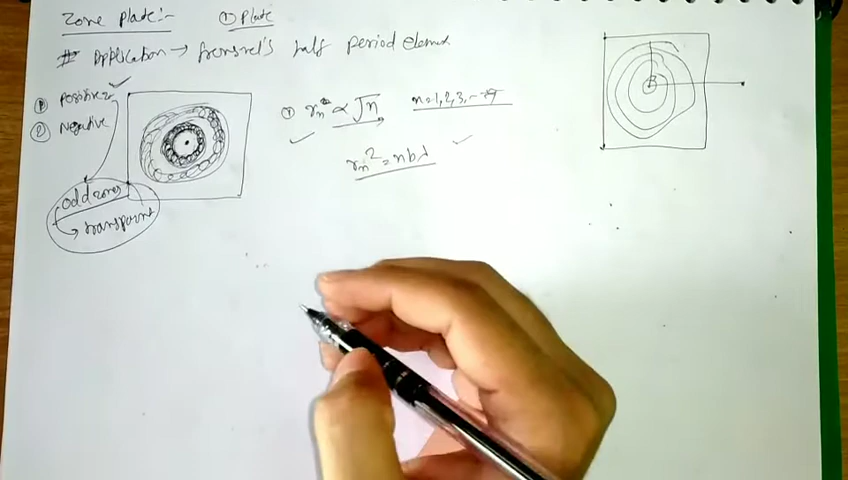 Zone Plate:- ① Plate
# Application → fresnel's half period element
① Positive
② Negative
① rₙ ∝ √n n=1,2,3,---
rₙ² = nbλ
odd zones
→ transparent
B